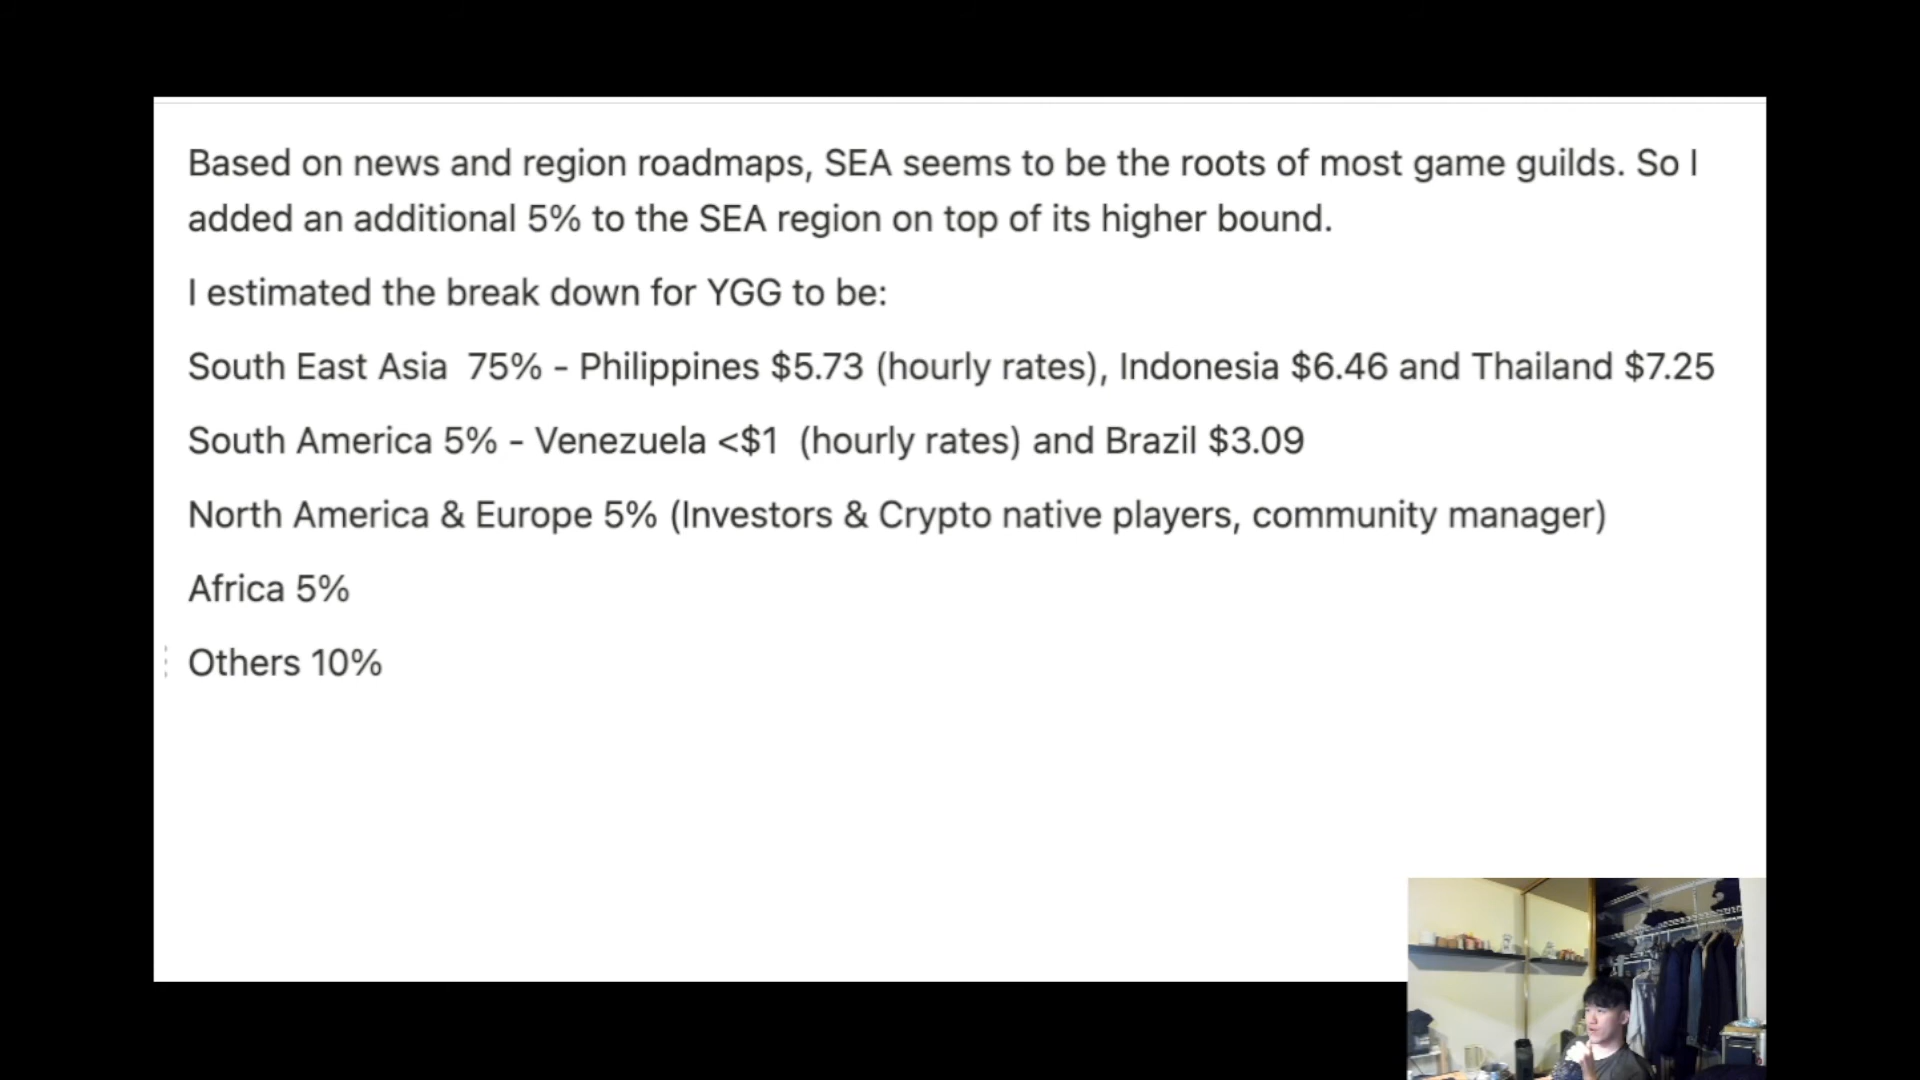 Based on news and region roadmaps, SEA seems to be the roots of most game guilds. So I
added an additional 5% to the SEA region on top of its higher bound.
I estimated the break down for YGG to be:
South East Asia  75% - Philippines $5.73 (hourly rates), Indonesia $6.46 and Thailand $7.25
South America 5% - Venezuela <$1  (hourly rates) and Brazil $3.09
North America & Europe 5% (Investors & Crypto native players, community manager)
Africa 5%
Others 10%